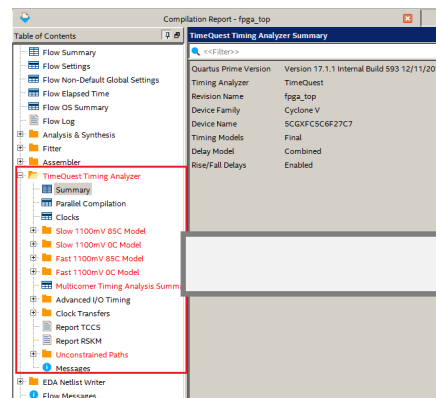 Compilation Report - fpga_top
Table of Contents
TimeQuest Timing Analyzer Summary
<<Filter>>
Flow Summary
Flow Settings
Flow Non-Default Global Settings
Flow Elapsed Time
Flow OS Summary
Flow Log
Analysis & Synthesis
Fitter
Assembler
TimeQuest Timing Analyzer
Summary
Parallel Compilation
Clocks
Slow 1100mV 85C Model
Slow 1100mV 0C Model
Fast 1100mV 85C Model
Fast 1100mV 0C Model
Multicorner Timing Analysis Summa
Advanced I/O Timing
Clock Transfers
Report TCCS
Report RSKM
Unconstrained Paths
Messages
EDA Netlist Writer
Flow Messages
Quartus Prime Version Version 17.1.1 Internal Build 593 12/11/20
Timing Analyzer TimeQuest
Revision Name fpga_top
Device Family Cyclone V
Device Name 5CGXFC5C6F27C7
Timing Models Final
Delay Model Combined
Rise/Fall Delays Enabled